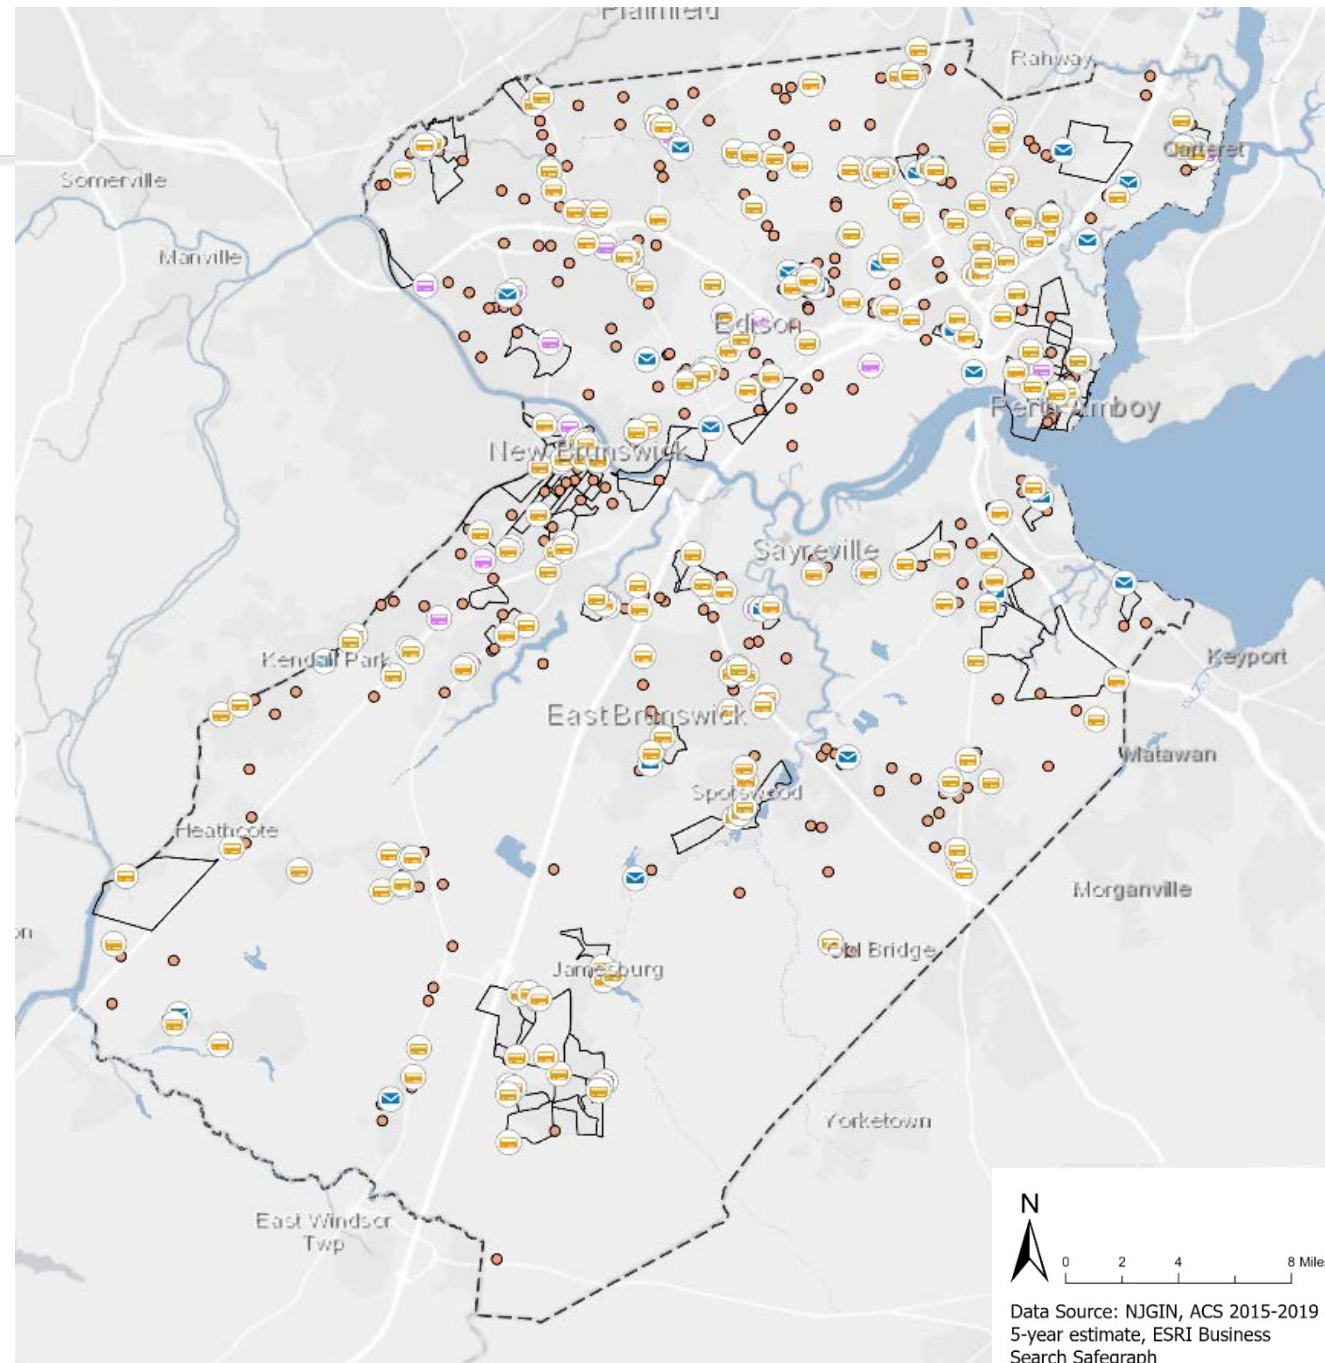 Plainfield
Rahway
Carteret
Somerville
Manville
Edison
Perth Amboy
New Brunswick
Sayreville
Kendall Park
Keyport
East Brunswick
Matawan
Spotswood
Heathcote
Morganville
Old Bridge
Jamesburg
Yorketown
East Windsor
Twp
N
0 2 4 8 Miles
Data Source: NJGIN, ACS 2015-2019
5-year estimate, ESRI Business
Search Safegraph